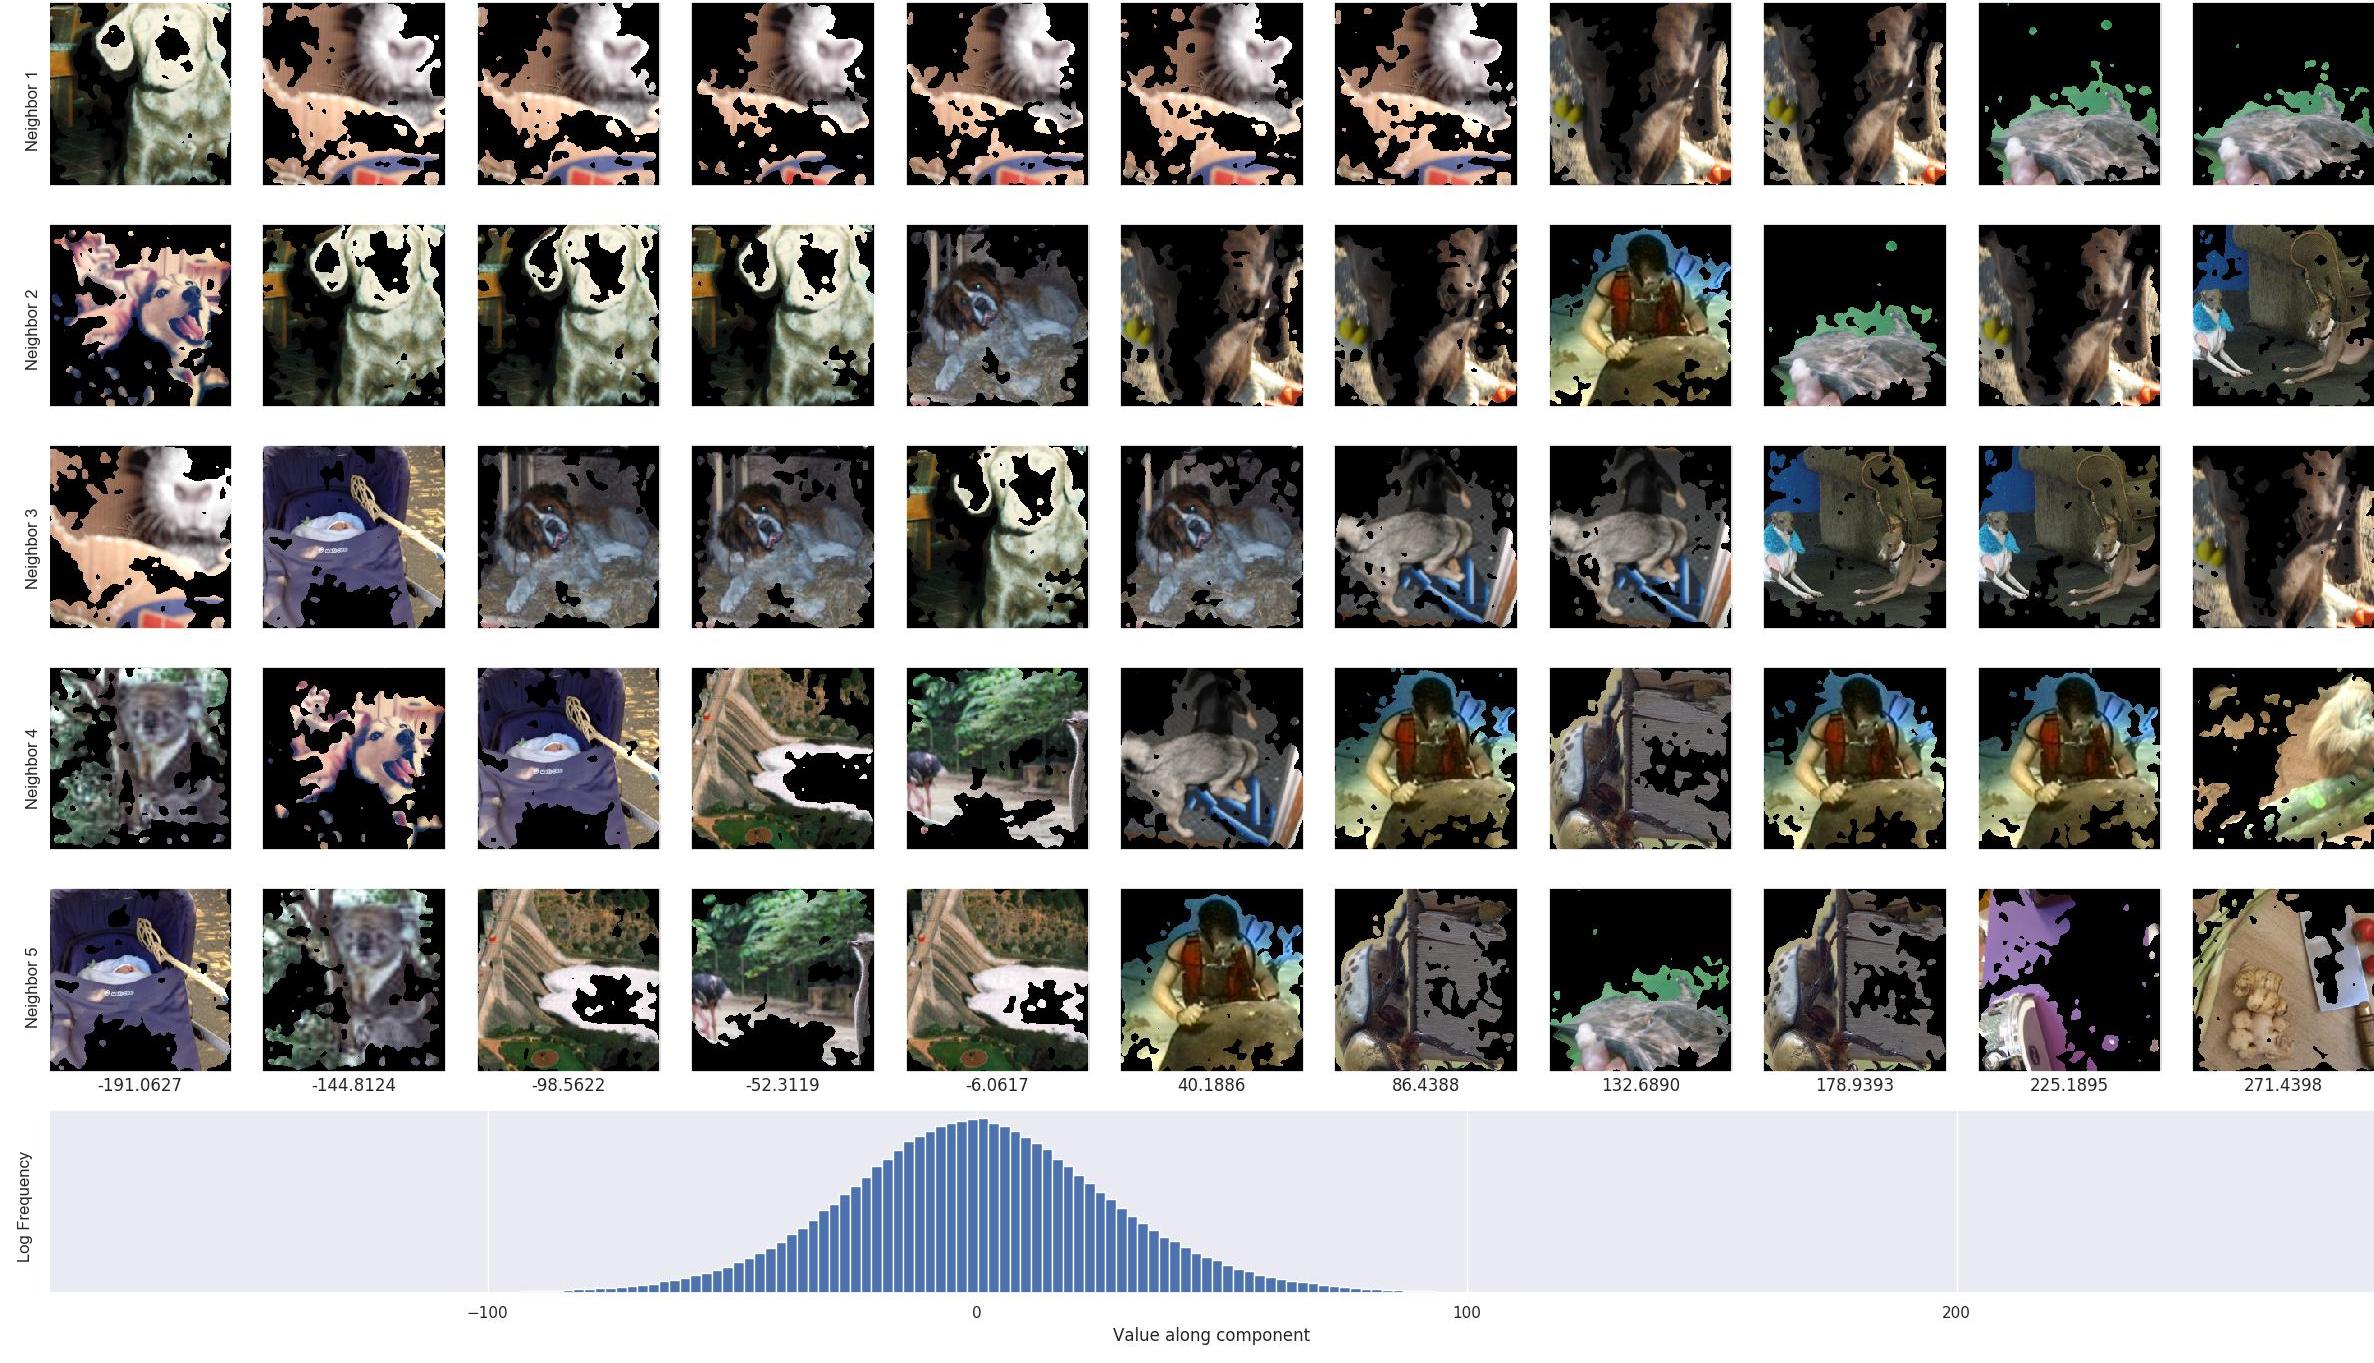 Neighbor 1
Neighbor 2
Neighbor 3
Neighbor 4
Neighbor 5
-191.0627 -144.8124 -98.5622 -52.3119 -6.0617 40.1886 86.4388 132.6890 178.9393 225.1895 271.4398
Log Frequency
−100 0 100 200
Value along component